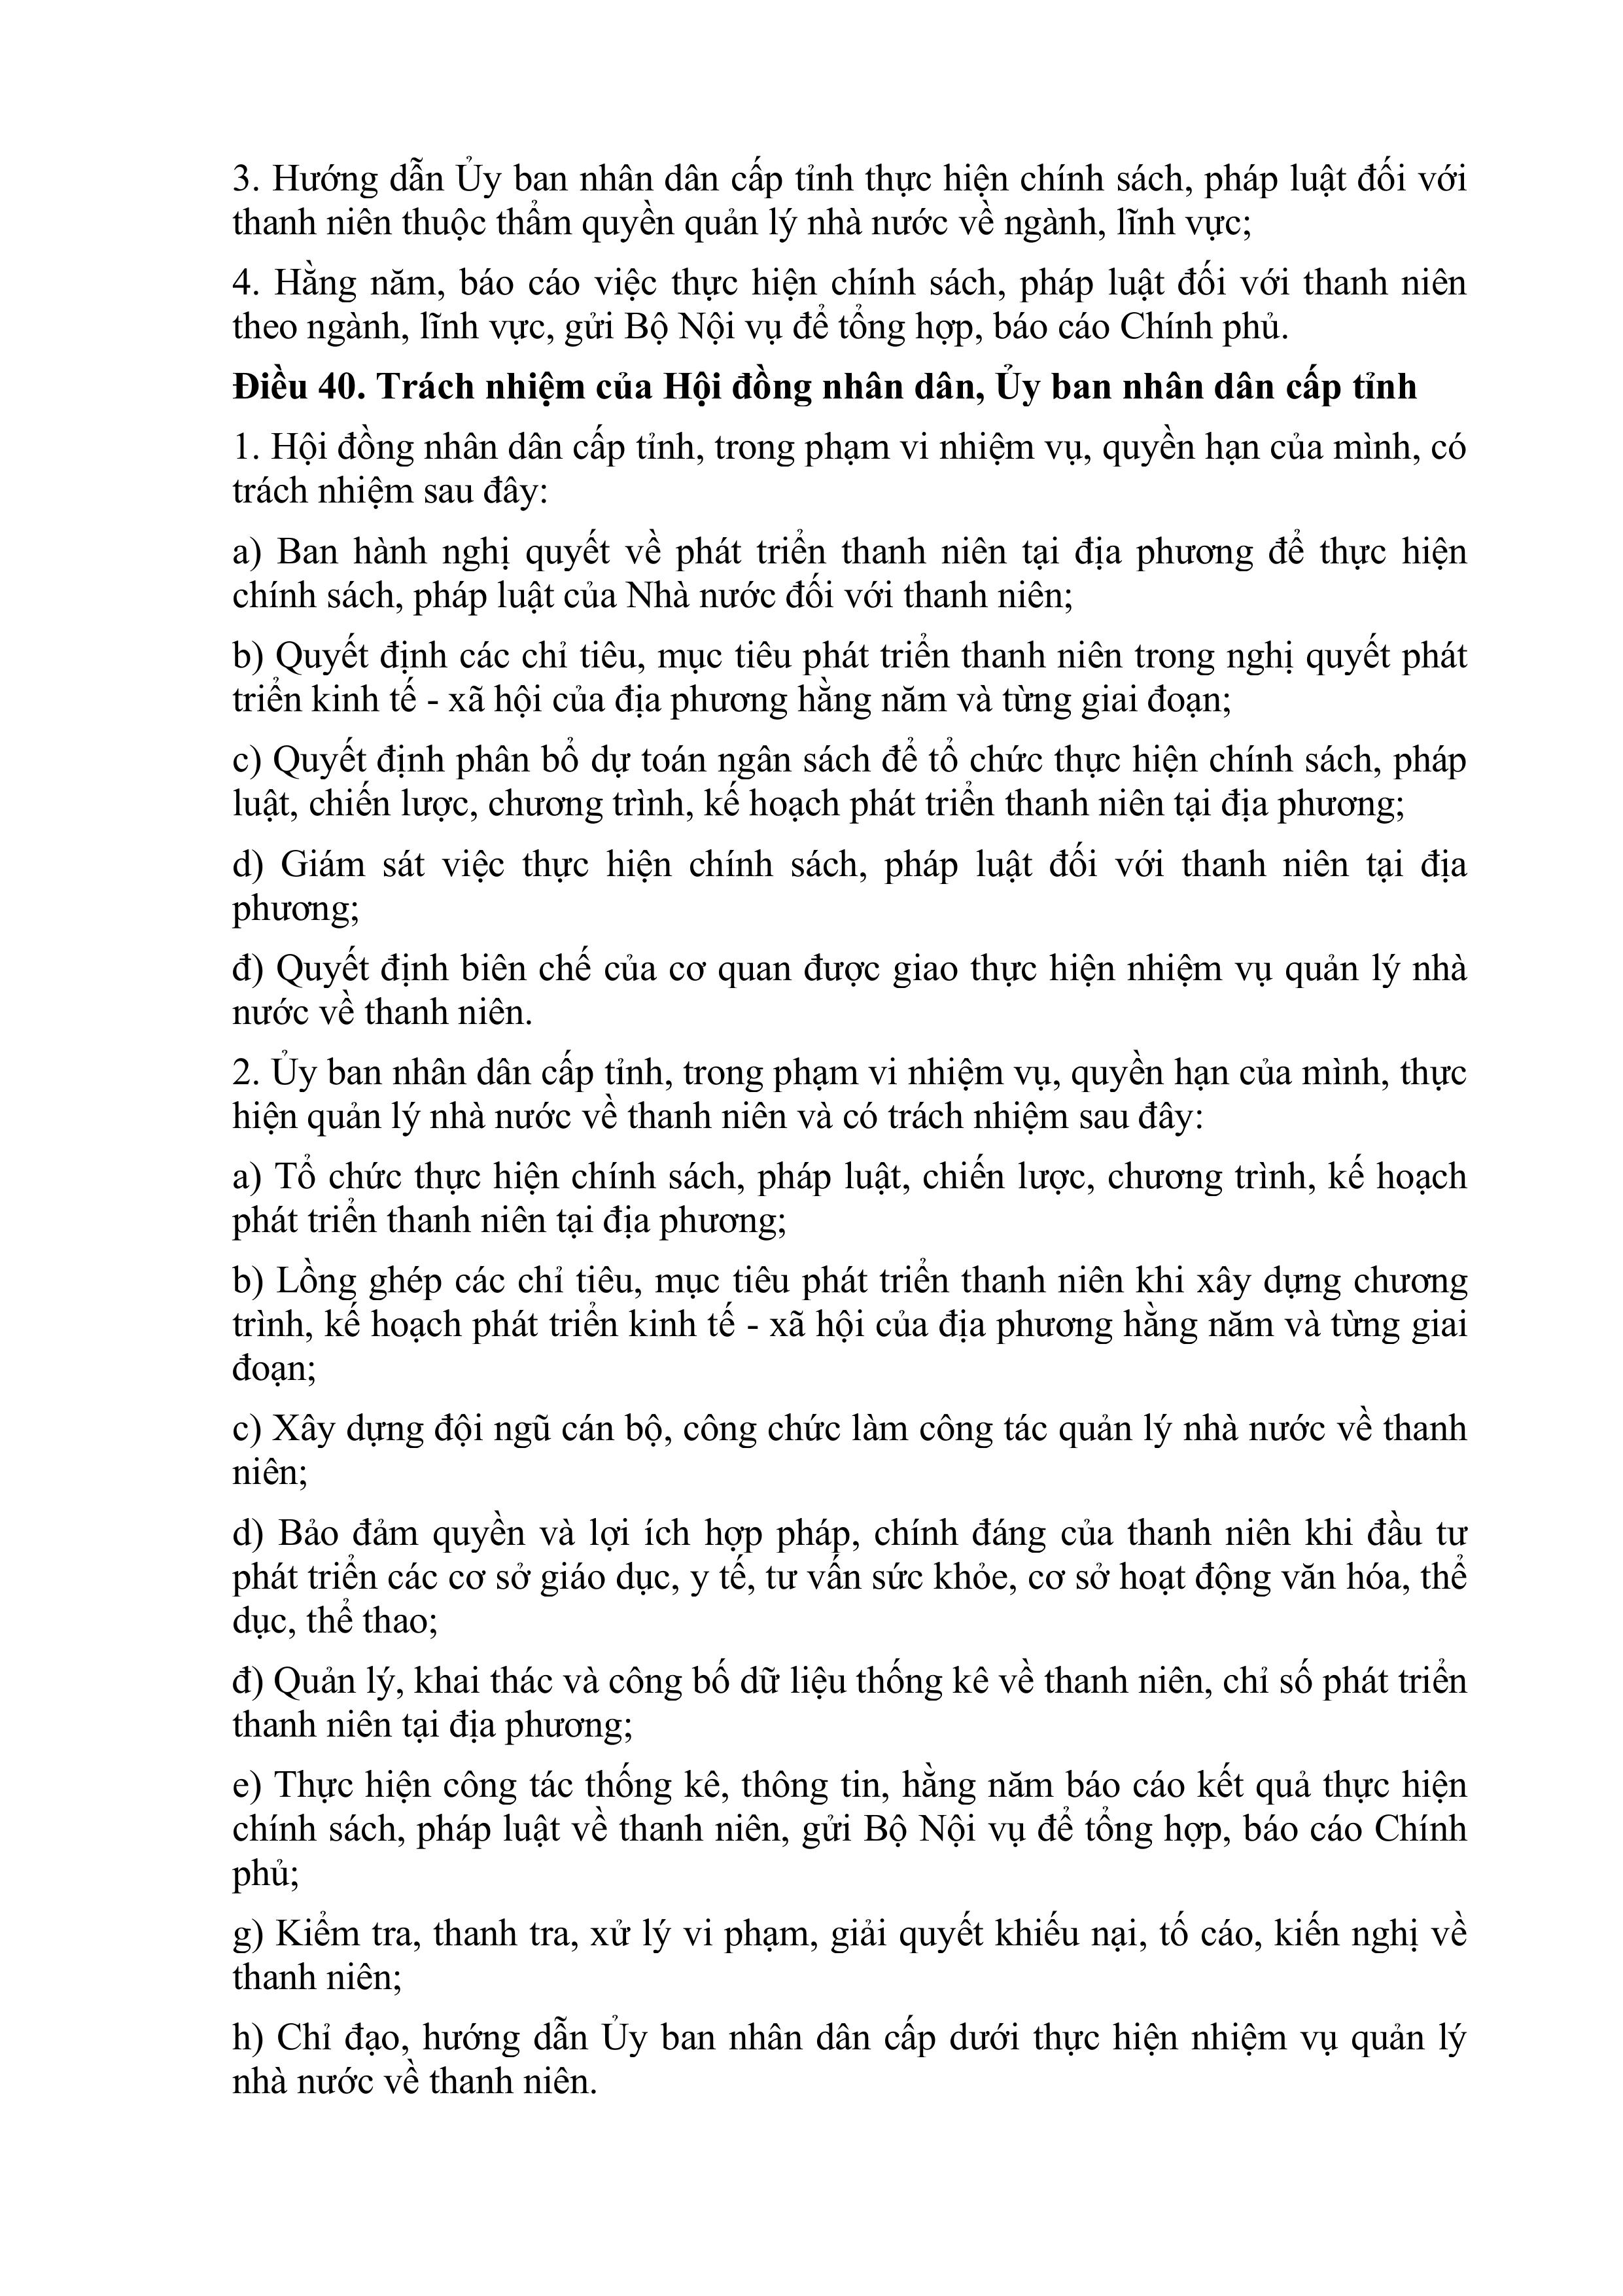 3. Hướng dẫn Ủy ban nhân dân cấp tỉnh thực hiện chính sách, pháp luật đối với
thanh niên thuộc thẩm quyền quản lý nhà nước về ngành, lĩnh vực;
4. Hằng năm, báo cáo việc thực hiện chính sách, pháp luật đối với thanh niên
theo ngành, lĩnh vực, gửi Bộ Nội vụ để tổng hợp, báo cáo Chính phủ.
Điều 40. Trách nhiệm của Hội đồng nhân dân, Ủy ban nhân dân cấp tỉnh
1. Hội đồng nhân dân cấp tỉnh, trong phạm vi nhiệm vụ, quyền hạn của mình, có
trách nhiệm sau đây:
a) Ban hành nghị quyết về phát triển thanh niên tại địa phương để thực hiện
chính sách, pháp luật của Nhà nước đối với thanh niên;
b) Quyết định các chỉ tiêu, mục tiêu phát triển thanh niên trong nghị quyết phát
triển kinh tế - xã hội của địa phương hằng năm và từng giai đoạn;
c) Quyết định phân bổ dự toán ngân sách để tổ chức thực hiện chính sách, pháp
luật, chiến lược, chương trình, kế hoạch phát triển thanh niên tại địa phương;
d) Giám sát việc thực hiện chính sách, pháp luật đối với thanh niên tại địa
phương;
đ) Quyết định biên chế của cơ quan được giao thực hiện nhiệm vụ quản lý nhà
nước về thanh niên.
2. Ủy ban nhân dân cấp tỉnh, trong phạm vi nhiệm vụ, quyền hạn của mình, thực
hiện quản lý nhà nước về thanh niên và có trách nhiệm sau đây:
a) Tổ chức thực hiện chính sách, pháp luật, chiến lược, chương trình, kế hoạch
phát triển thanh niên tại địa phương;
b) Lồng ghép các chỉ tiêu, mục tiêu phát triển thanh niên khi xây dựng chương
trình, kế hoạch phát triển kinh tế - xã hội của địa phương hằng năm và từng giai
đoạn;
c) Xây dựng đội ngũ cán bộ, công chức làm công tác quản lý nhà nước về thanh
niên;
d) Bảo đảm quyền và lợi ích hợp pháp, chính đáng của thanh niên khi đầu tư
phát triển các cơ sở giáo dục, y tế, tư vấn sức khỏe, cơ sở hoạt động văn hóa, thể
dục, thể thao;
đ) Quản lý, khai thác và công bố dữ liệu thống kê về thanh niên, chỉ số phát triển
thanh niên tại địa phương;
e) Thực hiện công tác thống kê, thông tin, hằng năm báo cáo kết quả thực hiện
chính sách, pháp luật về thanh niên, gửi Bộ Nội vụ để tổng hợp, báo cáo Chính
phủ;
g) Kiểm tra, thanh tra, xử lý vi phạm, giải quyết khiếu nại, tố cáo, kiến nghị về
thanh niên;
h) Chỉ đạo, hướng dẫn Ủy ban nhân dân cấp dưới thực hiện nhiệm vụ quản lý
nhà nước về thanh niên.